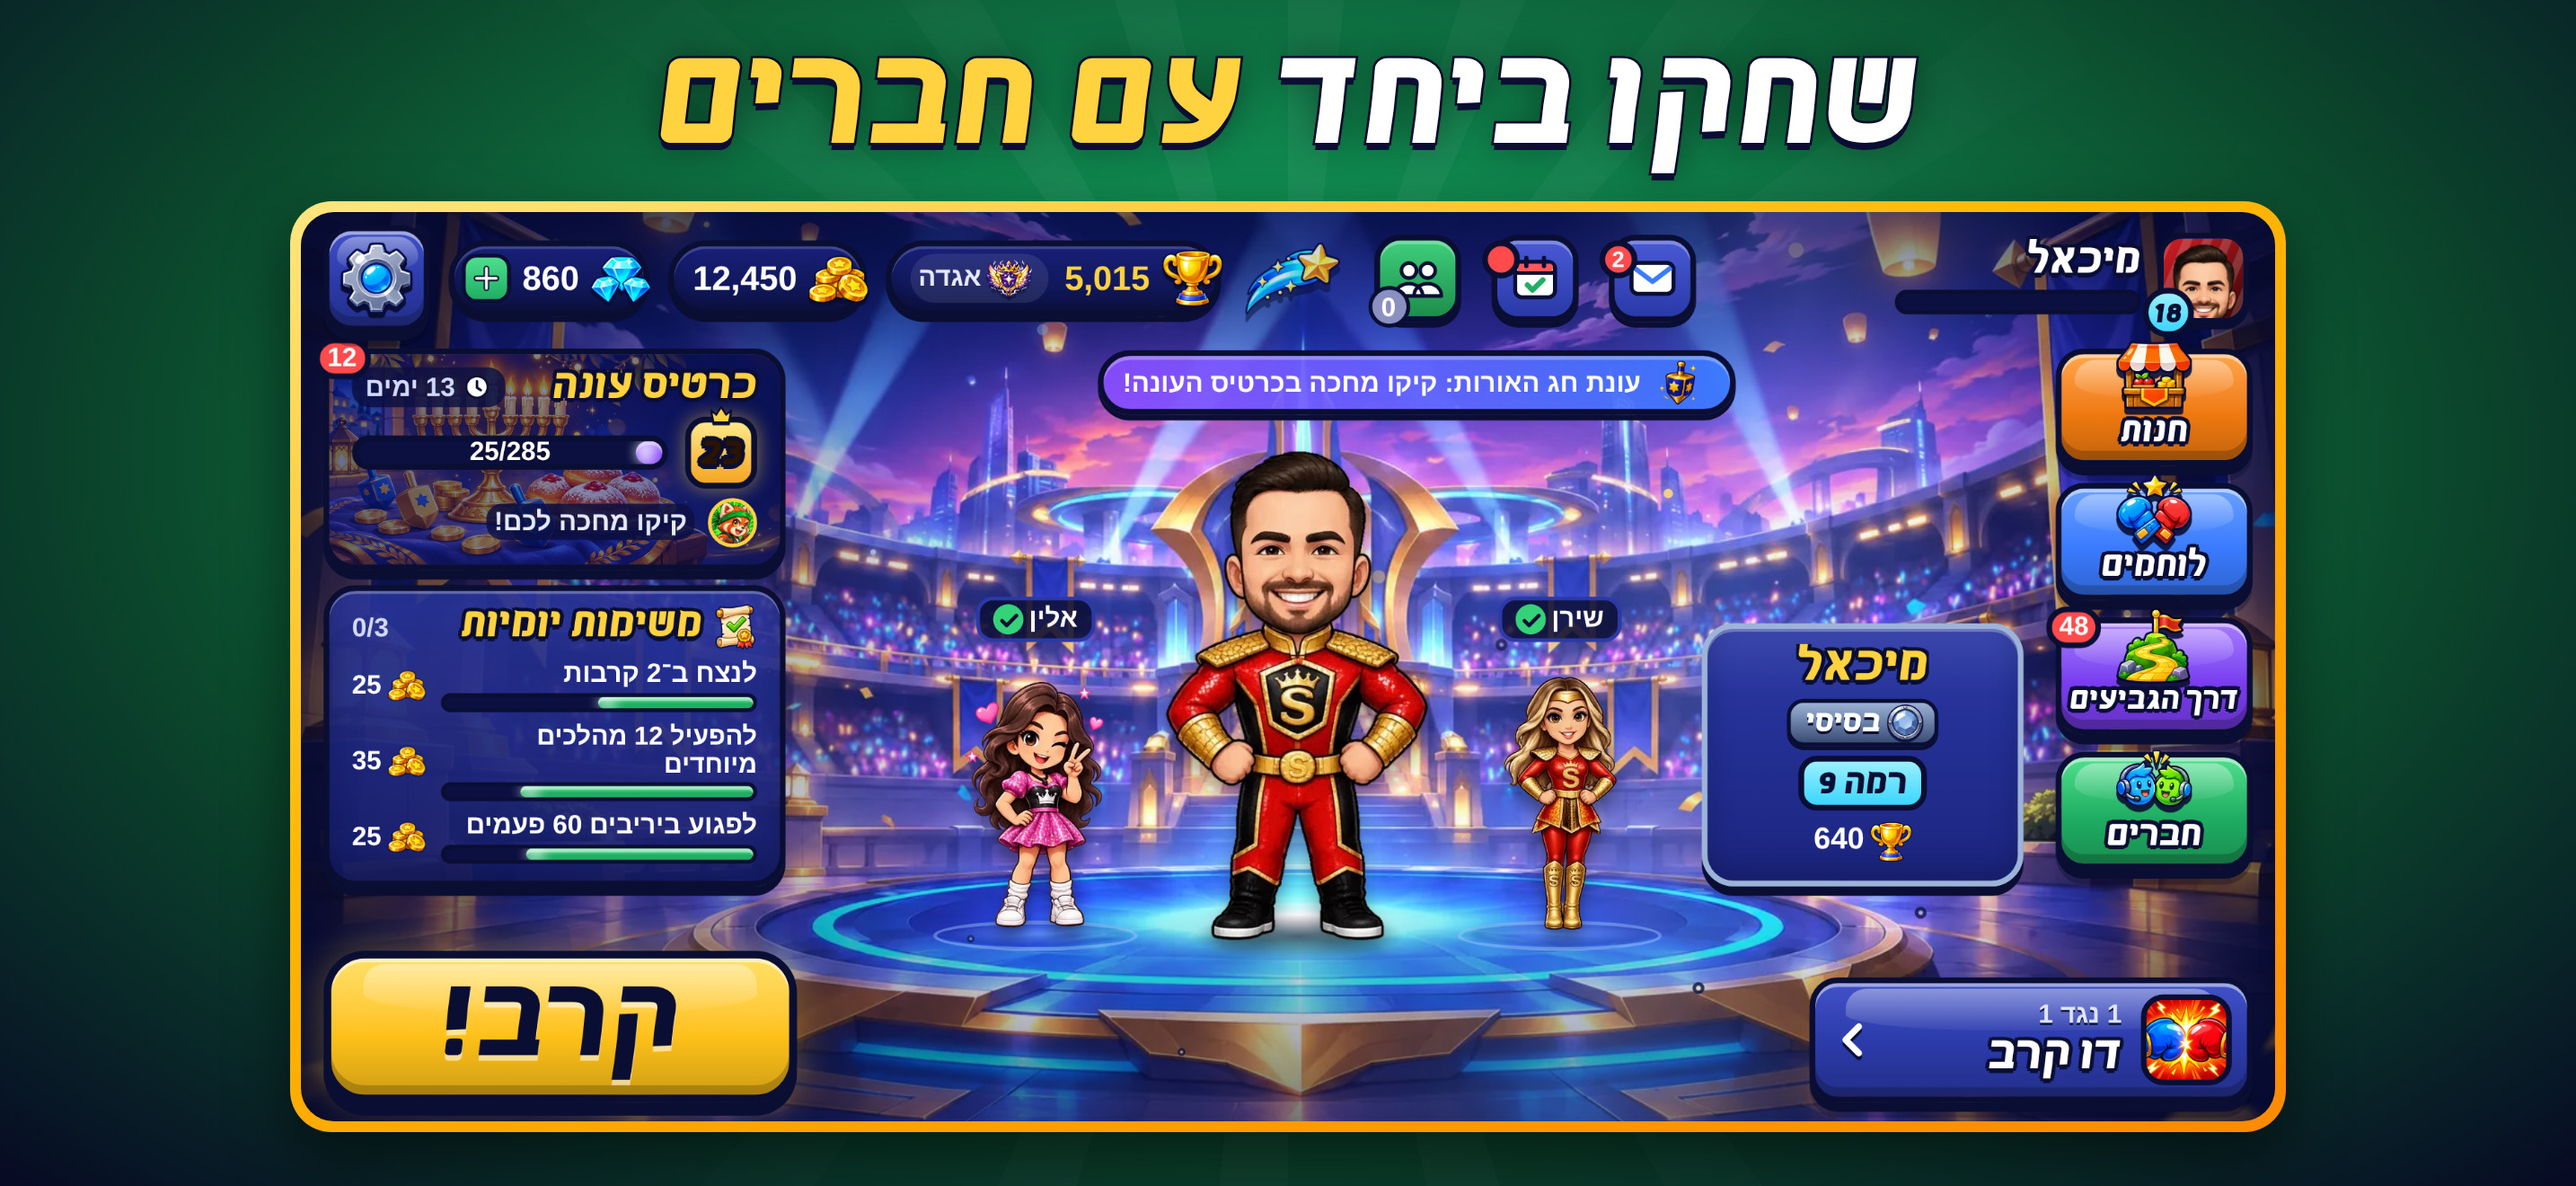 שחקו ביחד עם חברים
מיכאל
18
2
0
5,015
אגדה
12,450
860
עונת חג האורות: קיקו מחכה בכרטיס העונה!
12
כרטיס עונה
13 ימים
23
25/285
קיקו מחכה לכם!
משימות יומיות
0/3
לנצח ב־2 קרבות
25
להפעיל 12 מהלכים
מיוחדים
35
לפגוע ביריבים 60 פעמים
25
קרב!
שירן
אלין
S
S
S
מיכאל
בסיסי
רמה 9
640
חנות
לוחמים
48
דרך הגביעים
חברים
1 נגד 1
דו קרב